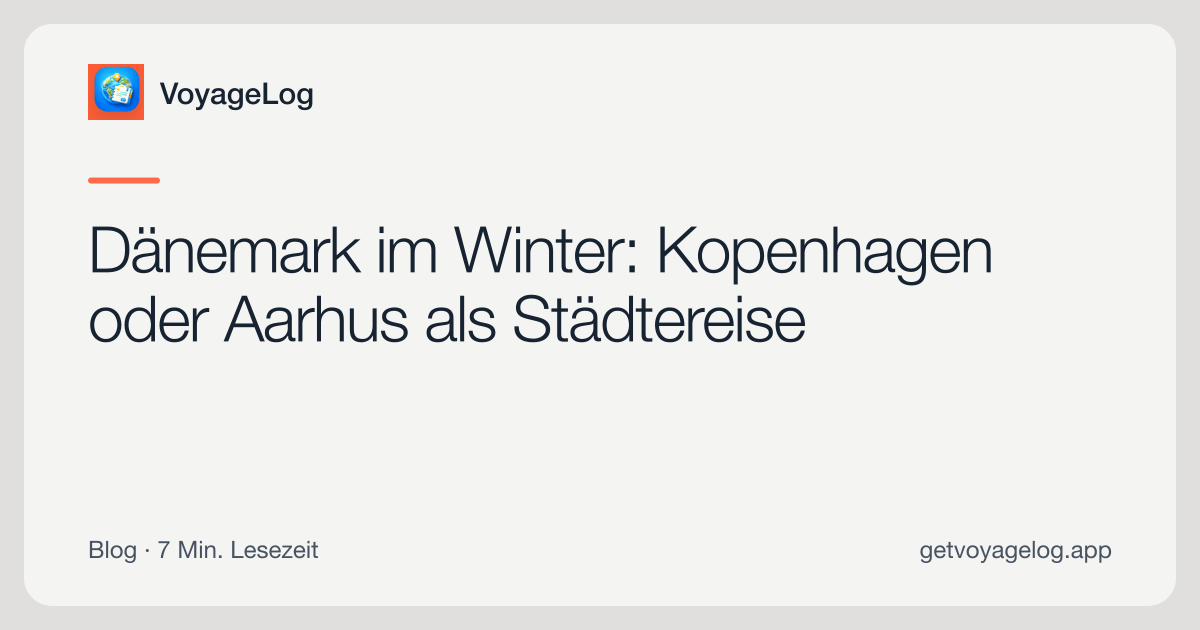 VoyageLog
Dänemark im Winter: Kopenhagen
oder Aarhus als Städtereise
Blog · 7 Min. Lesezeit
getvoyagelog.app